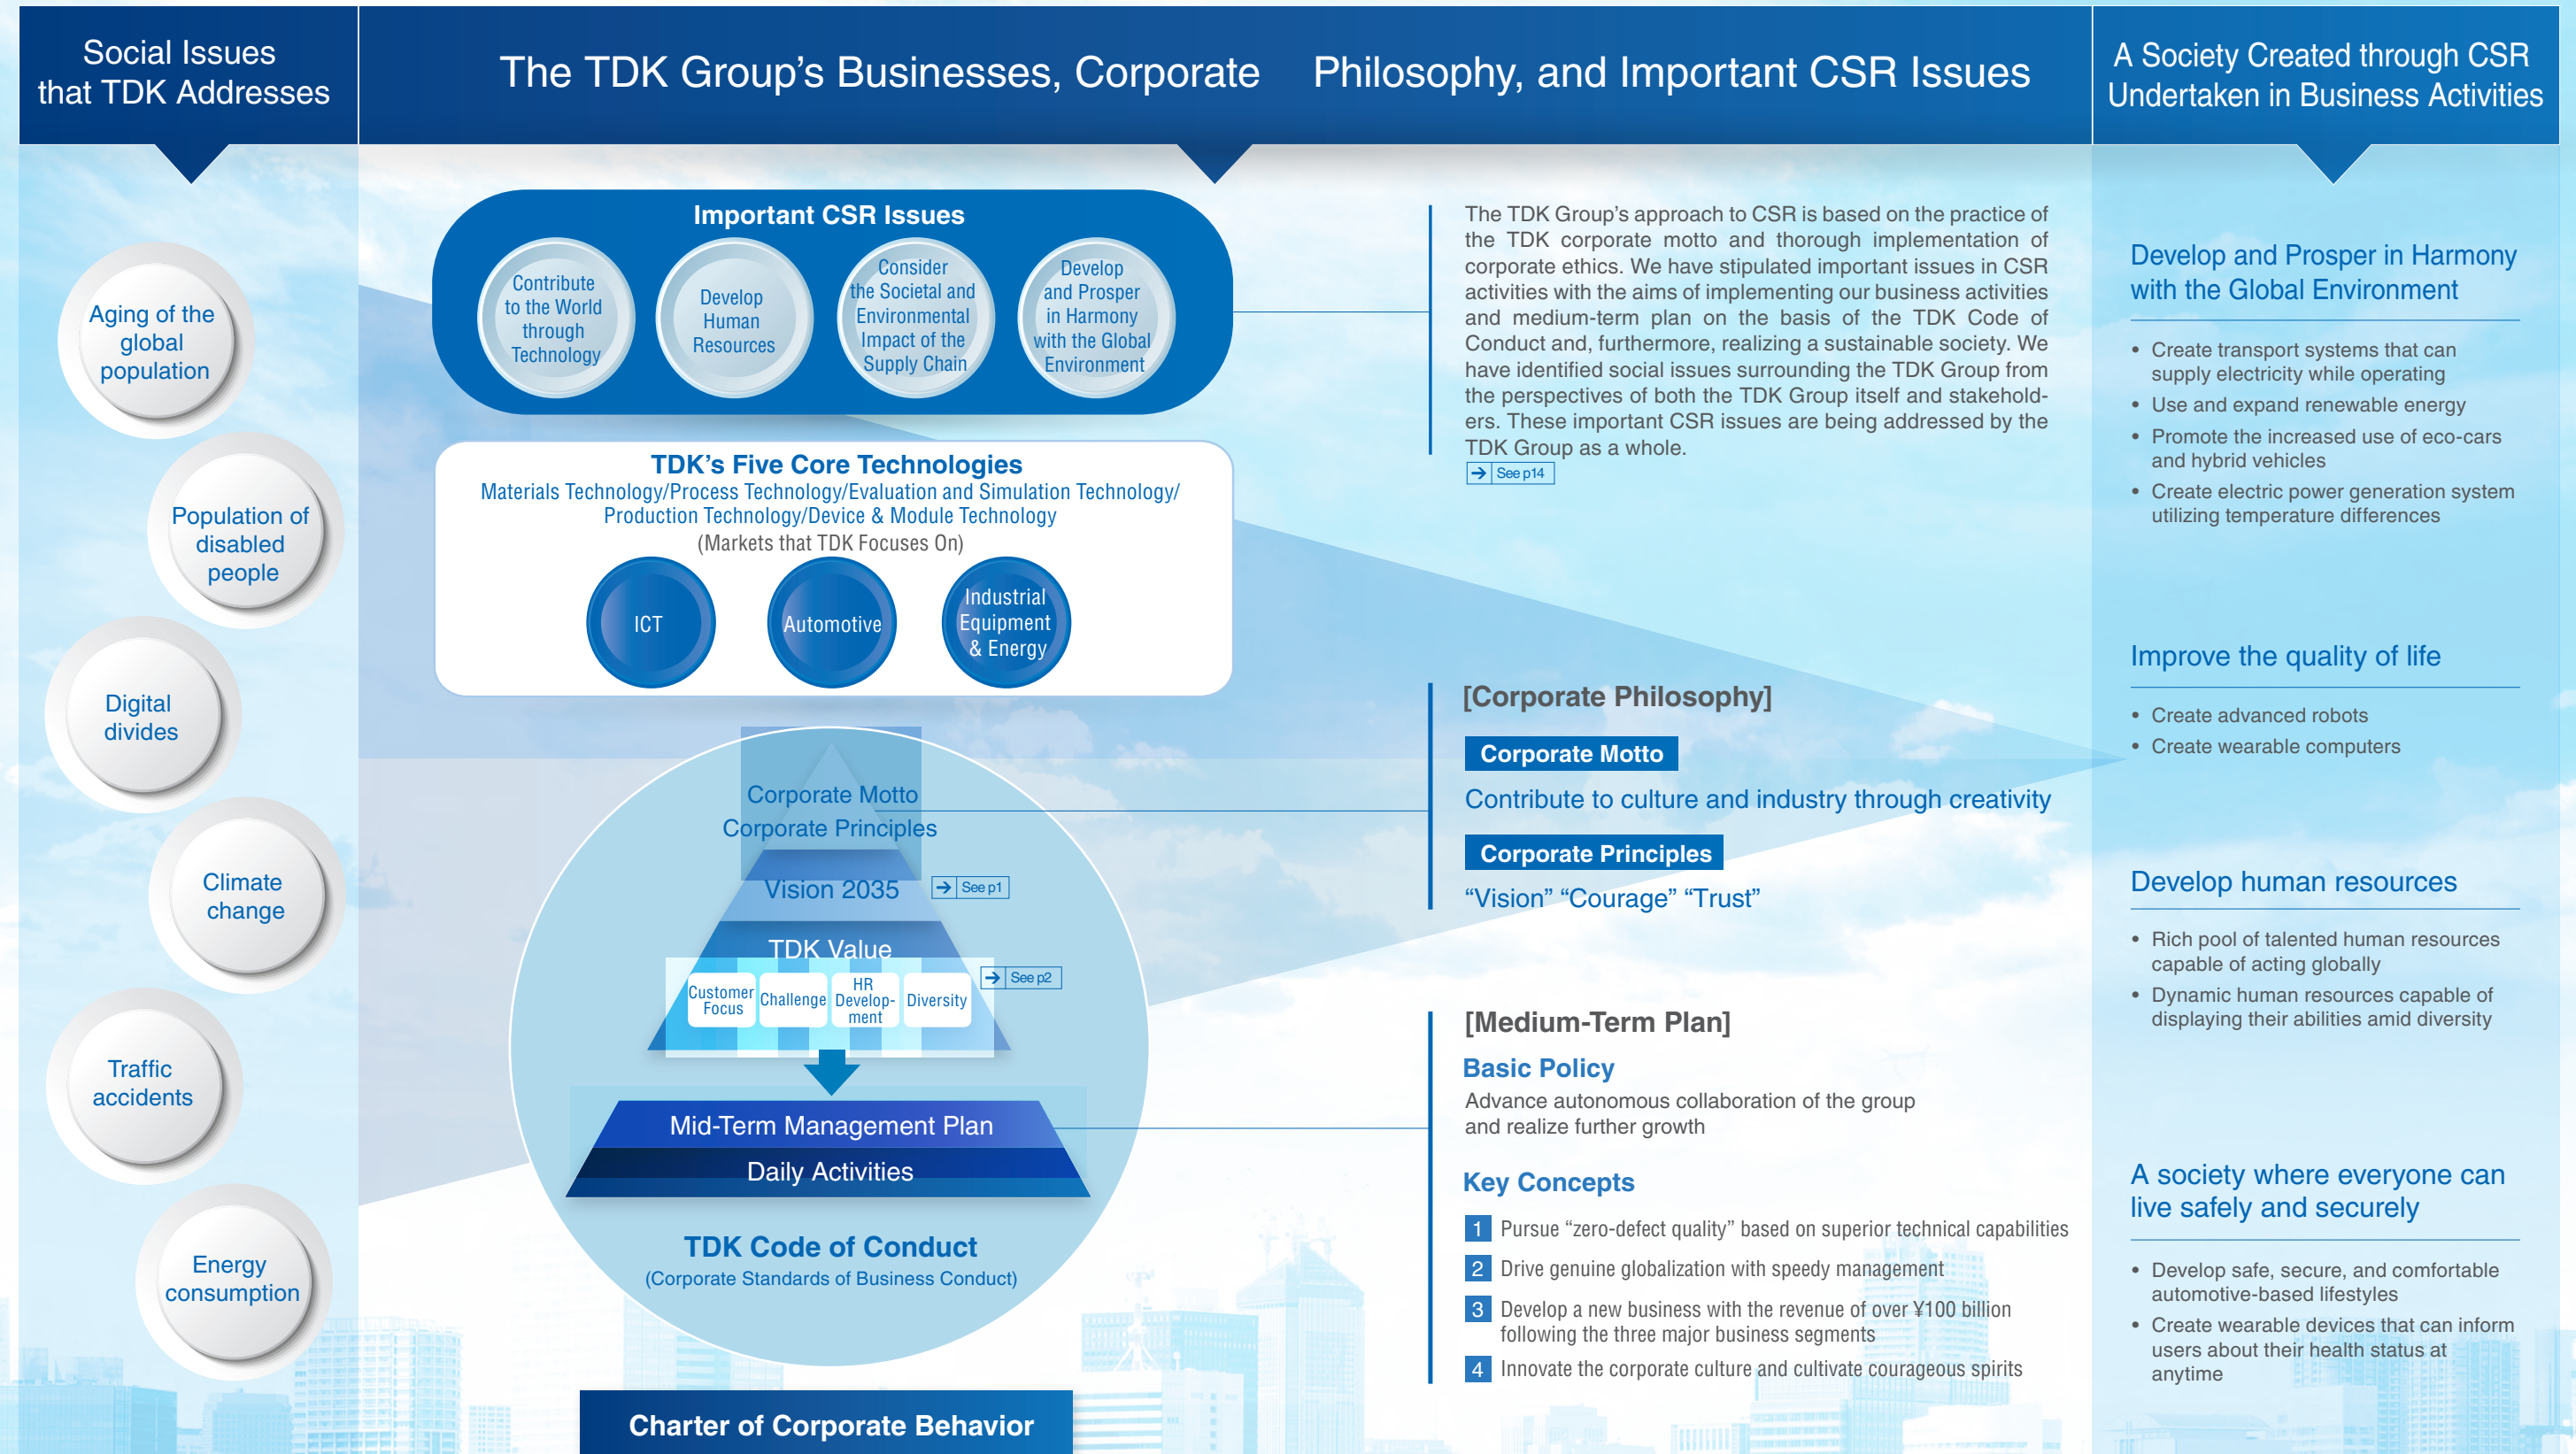 Social Issues
that TDK Addresses
The TDK Group’s Businesses, Corporate Philosophy, and Important CSR Issues
A Society Created through CSR
Undertaken in Business Activities
Aging of the
global
population
Population of
disabled
people
Digital
divides
Climate
change
Traffic
accidents
Energy
consumption
Important CSR Issues
Contribute
to the World
through
Technology
Develop
Human
Resources
Consider
the Societal and
Environmental
Impact of the
Supply Chain
Develop
and Prosper
in Harmony
with the Global
Environment
TDK’s Five Core Technologies
Materials Technology/Process Technology/Evaluation and Simulation Technology/
Production Technology/Device & Module Technology
(Markets that TDK Focuses On)
ICT
Automotive
Industrial
Equipment
& Energy
Corporate Motto
Corporate Principles
Vision 2035
→ See p1
TDK Value
Customer
Focus
Challenge
HR
Develop-
ment
Diversity
→ See p2
Mid-Term Management Plan
Daily Activities
TDK Code of Conduct
(Corporate Standards of Business Conduct)
Charter of Corporate Behavior
The TDK Group’s approach to CSR is based on the practice of
the TDK corporate motto and thorough implementation of
corporate ethics. We have stipulated important issues in CSR
activities with the aims of implementing our business activities
and medium-term plan on the basis of the TDK Code of
Conduct and, furthermore, realizing a sustainable society. We
have identified social issues surrounding the TDK Group from
the perspectives of both the TDK Group itself and stakehold-
ers. These important CSR issues are being addressed by the
TDK Group as a whole.
→ See p14
[Corporate Philosophy]
Corporate Motto
Contribute to culture and industry through creativity
Corporate Principles
“Vision” “Courage” “Trust”
[Medium-Term Plan]
Basic Policy
Advance autonomous collaboration of the group
and realize further growth
Key Concepts
1 Pursue “zero-defect quality” based on superior technical capabilities
2 Drive genuine globalization with speedy management
3 Develop a new business with the revenue of over ¥100 billion
following the three major business segments
4 Innovate the corporate culture and cultivate courageous spirits
Develop and Prosper in Harmony
with the Global Environment
• Create transport systems that can
supply electricity while operating
• Use and expand renewable energy
• Promote the increased use of eco-cars
and hybrid vehicles
• Create electric power generation system
utilizing temperature differences
Improve the quality of life
• Create advanced robots
• Create wearable computers
Develop human resources
• Rich pool of talented human resources
capable of acting globally
• Dynamic human resources capable of
displaying their abilities amid diversity
A society where everyone can
live safely and securely
• Develop safe, secure, and comfortable
automotive-based lifestyles
• Create wearable devices that can inform
users about their health status at
anytime